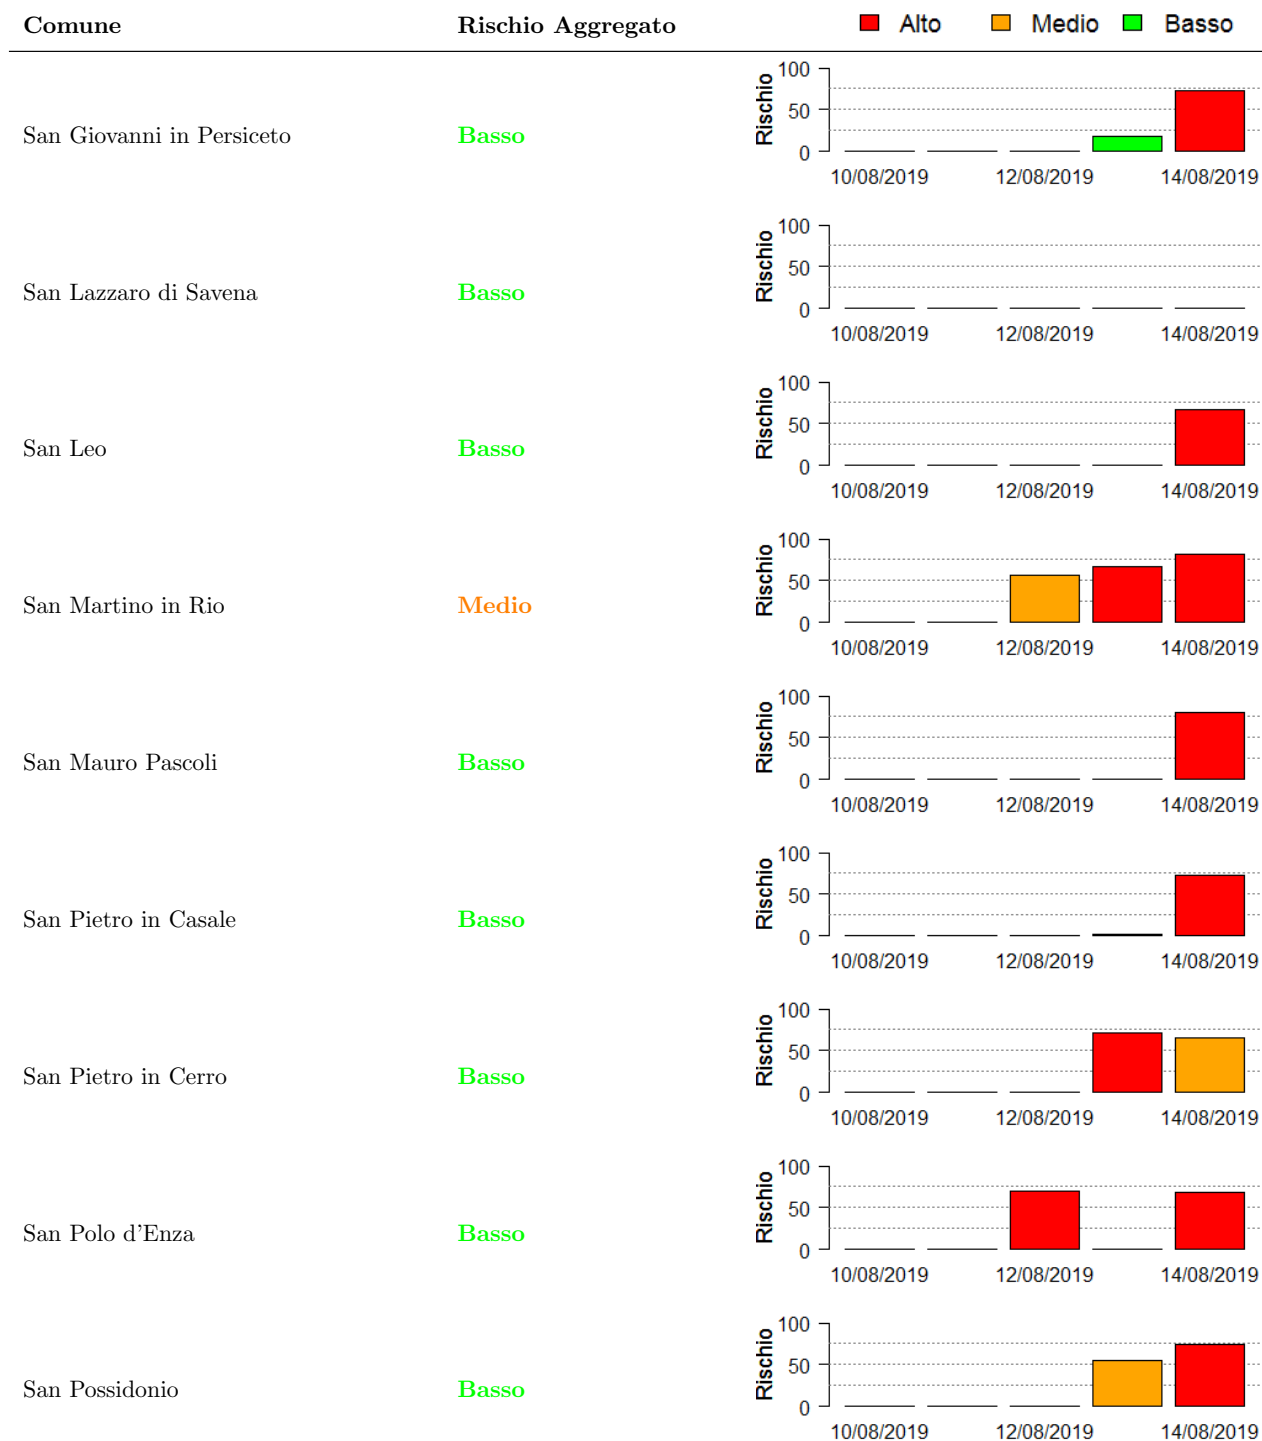 Comune Rischio Aggregato Alto Medio Basso
San Giovanni in Persiceto Basso
Rischio
100
50
0
10/08/2019 12/08/2019 14/08/2019
San Lazzaro di Savena Basso
Rischio
100
50
0
10/08/2019 12/08/2019 14/08/2019
San Leo Basso
Rischio
100
50
0
10/08/2019 12/08/2019 14/08/2019
San Martino in Rio Medio
Rischio
100
50
0
10/08/2019 12/08/2019 14/08/2019
San Mauro Pascoli Basso
Rischio
100
50
0
10/08/2019 12/08/2019 14/08/2019
San Pietro in Casale Basso
Rischio
100
50
0
10/08/2019 12/08/2019 14/08/2019
San Pietro in Cerro Basso
Rischio
100
50
0
10/08/2019 12/08/2019 14/08/2019
San Polo d'Enza Basso
Rischio
100
50
0
10/08/2019 12/08/2019 14/08/2019
San Possidonio Basso
Rischio
100
50
0
10/08/2019 12/08/2019 14/08/2019